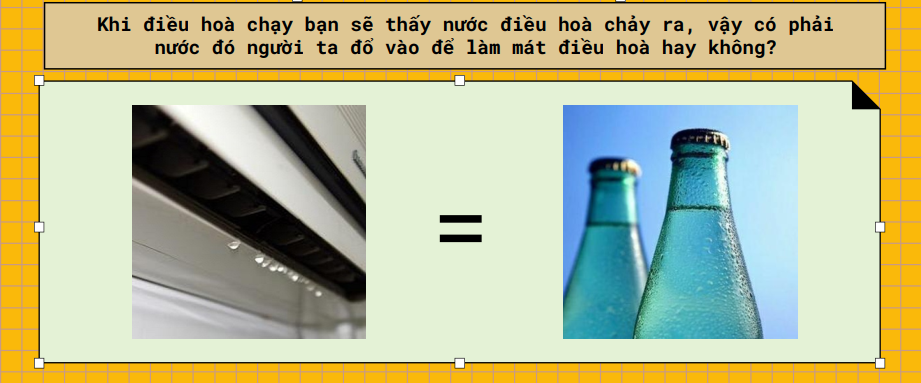 Khi điều hoà chạy bạn sẽ thấy nước điều hoà chảy ra, vậy có phải
nước đó người ta đổ vào để làm mát điều hoà hay không?
=